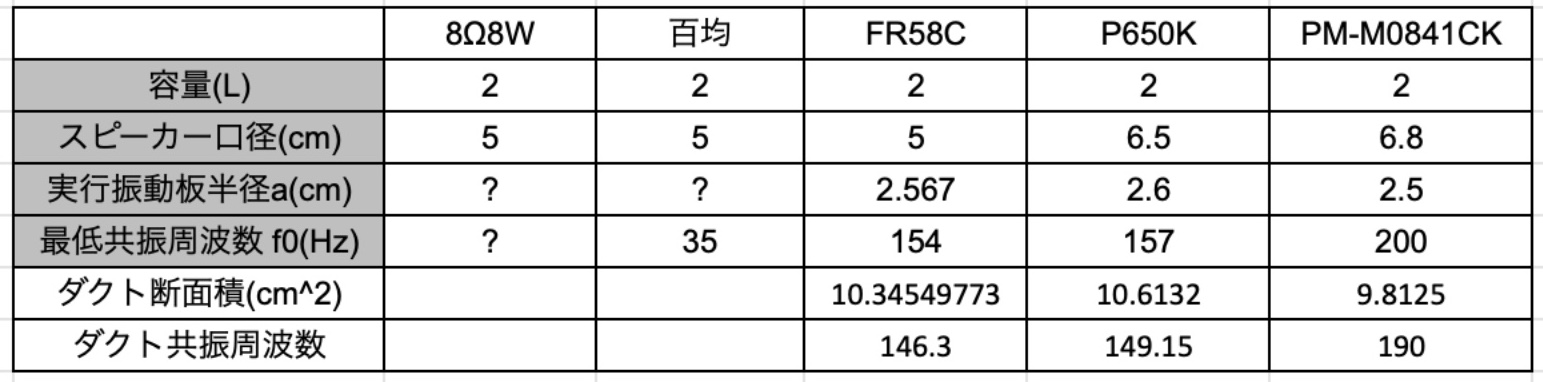 8Ω8W 百均 FR58C P650K PM-M0841CK
容量(L) 2 2 2 2 2
スピーカー口径(cm) 5 5 5 6.5 6.8
実行振動板半径a(cm) ? ? 2.567 2.6 2.5
最低共振周波数 f0(Hz) ? 35 154 157 200
ダクト断面積(cm^2) 10.34549773 10.6132 9.8125
ダクト共振周波数 146.3 149.15 190